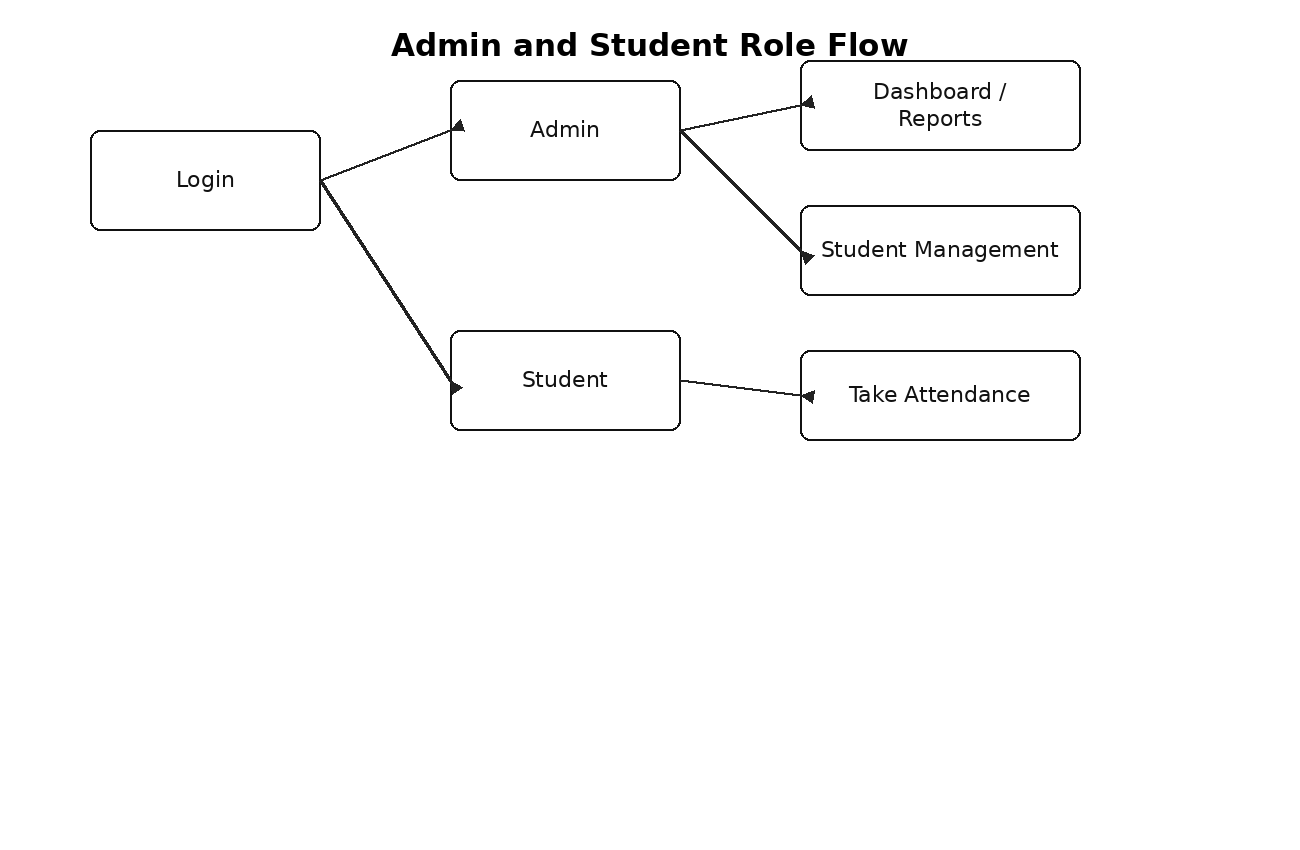 Admin and Student Role Flow
Login
Admin
Dashboard /
Reports
Student Management
Student
Take Attendance